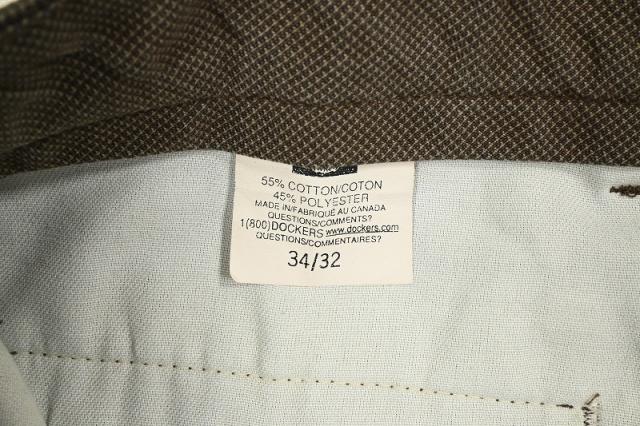 55% COTTON/COTON
45% POLYESTER
MADE IN/FABRIQUÉ AU CANADA
QUESTIONS/COMMENTS?
1(800)DOCKERS www.dockers.com
QUESTIONS/COMMENTAIRES?
34/32